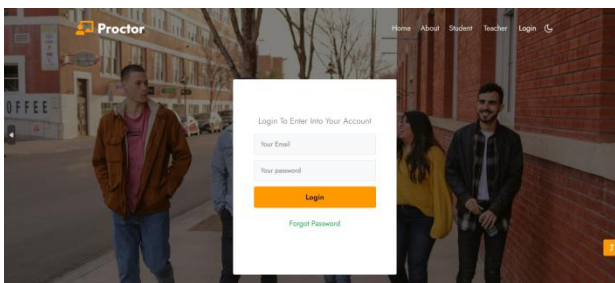 Proctor
Home About Student Teacher Login
OFFEE
Login To Enter Into Your Account
Your Email
Your password
Login
Forgot Password